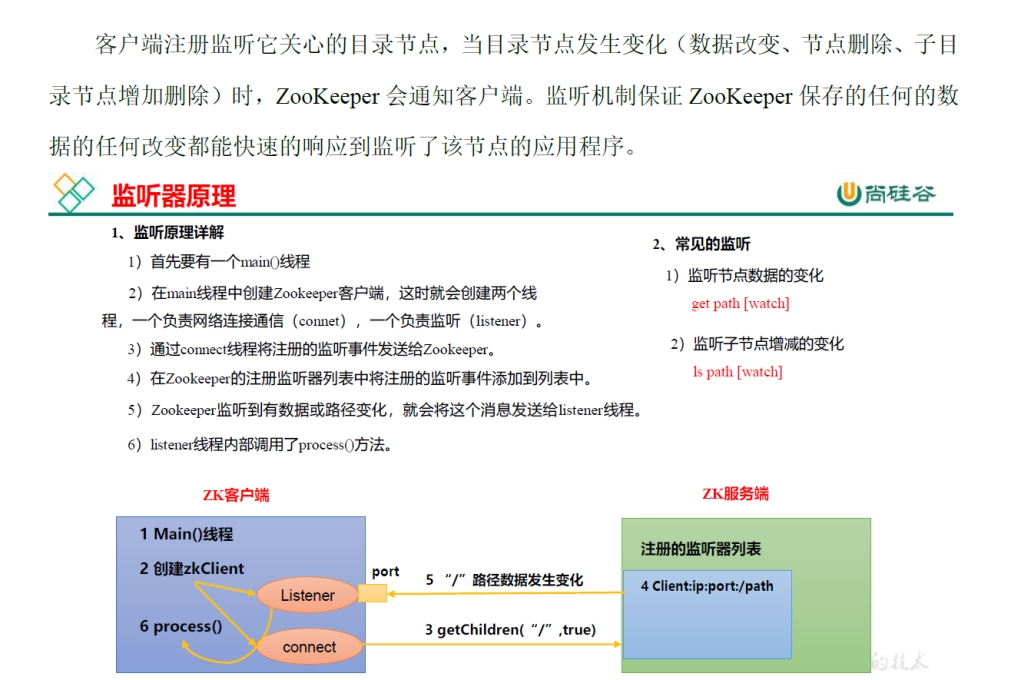 客户端注册监听它关心的目录节点，当目录节点发生变化（数据改变、节点删除、子目
录节点增加删除）时，ZooKeeper 会通知客户端。监听机制保证 ZooKeeper 保存的任何的数
据的任何改变都能快速的响应到监听了该节点的应用程序。
监听器原理
尚硅谷
1、监听原理详解
1）首先要有一个main()线程
2）在main线程中创建Zookeeper客户端，这时就会创建两个线
程，一个负责网络连接通信（connet），一个负责监听（listener）。
3）通过connect线程将注册的监听事件发送给Zookeeper。
4）在Zookeeper的注册监听器列表中将注册的监听事件添加到列表中。
5）Zookeeper监听到有数据或路径变化，就会将这个消息发送给listener线程。
6）listener线程内部调用了process()方法。
2、常见的监听
1）监听节点数据的变化
get path [watch]
2）监听子节点增减的变化
ls path [watch]
ZK客户端
1 Main()线程
2 创建zkClient
Listener
6 process()
connect
port
5 “/”路径数据发生变化
3 getChildren(“/”,true)
ZK服务端
注册的监听器列表
4 Client:ip:port:/path
的技术